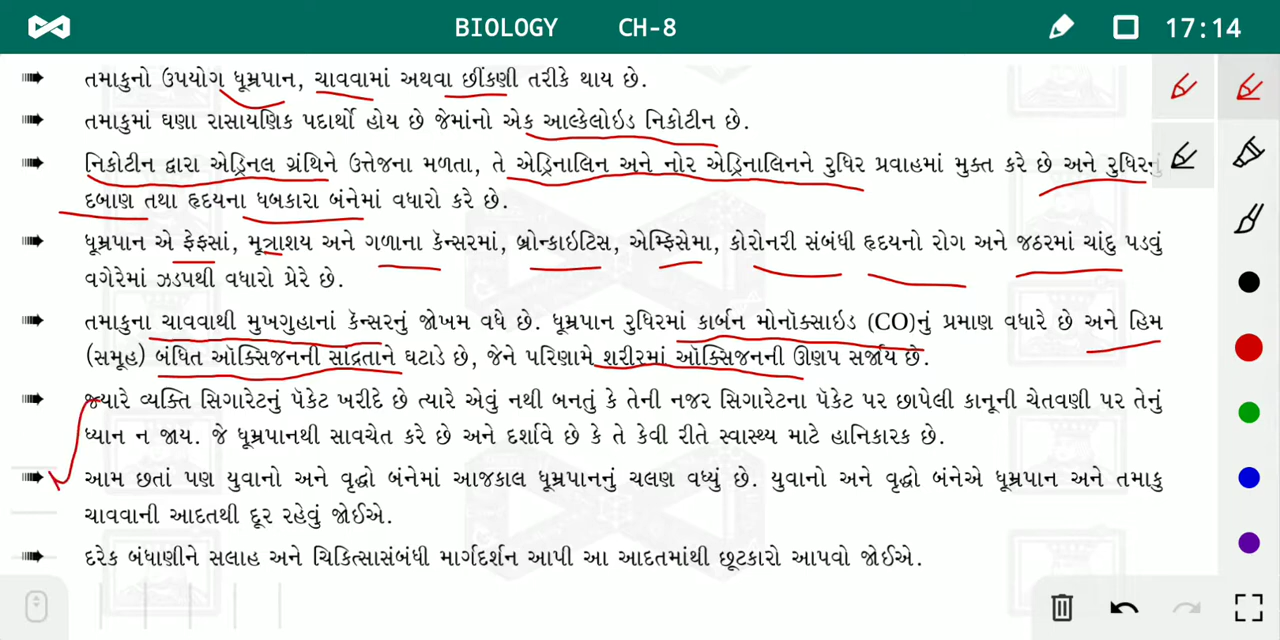 BIOLOGY CH-8 17:14
તમાકુનો ઉપયોગ ધૂમ્રપાન, ચાવવામાં અથવા છીંકણી તરીકે થાય છે.
તમાકુમાં ઘણા રાસાયણિક પદાર્થો હોય છે જેમાંનો એક આલ્કેલોઇડ નિકોટીન છે.
નિકોટીન દ્વારા એડ્રિનલ ગ્રંથિને ઉત્તેજના મળતા, તે એડ્રિનાલિન અને નોર એડ્રિનાલિનને રુધિર પ્રવાહમાં મુક્ત કરે છે અને રુધિરનું
દબાણ તથા હૃદયના ધબકારા બંનેમાં વધારો કરે છે.
ધૂમ્રપાન એ ફેફસાં, મૂત્રાશય અને ગળાના કૅન્સરમાં, બ્રોન્કાઇટિસ, એમ્ફિસેમા, કોરોનરી સંબંધી હૃદયનો રોગ અને જઠરમાં ચાંદુ પડવું
વગેરેમાં ઝડપથી વધારો પ્રેરે છે.
તમાકુના ચાવવાથી મુખગુહાનાં કૅન્સરનું જોખમ વધે છે. ધૂમ્રપાન રુધિરમાં કાર્બન મોનૉક્સાઇડ (CO)નું પ્રમાણ વધારે છે અને હિમ
(સમૂહ) બંધિત ઑક્સિજનની સાંદ્રતાને ઘટાડે છે, જેને પરિણામે શરીરમાં ઑક્સિજનની ઊણપ સર્જાય છે.
જ્યારે વ્યક્તિ સિગારેટનું પૅકેટ ખરીદે છે ત્યારે એવું નથી બનતું કે તેની નજર સિગારેટના પૅકેટ પર છાપેલી કાનૂની ચેતવણી પર તેનું
ધ્યાન ન જાય. જે ધૂમ્રપાનથી સાવચેત કરે છે અને દર્શાવે છે કે તે કેવી રીતે સ્વાસ્થ્ય માટે હાનિકારક છે.
આમ છતાં પણ યુવાનો અને વૃદ્ધો બંનેમાં આજકાલ ધૂમ્રપાનનું ચલણ વધ્યું છે. યુવાનો અને વૃદ્ધો બંનેએ ધૂમ્રપાન અને તમાકુ
ચાવવાની આદતથી દૂર રહેવું જોઈએ.
દરેક બંધાણીને સલાહ અને ચિકિત્સાસંબંધી માર્ગદર્શન આપી આ આદતમાંથી છૂટકારો આપવો જોઈએ.